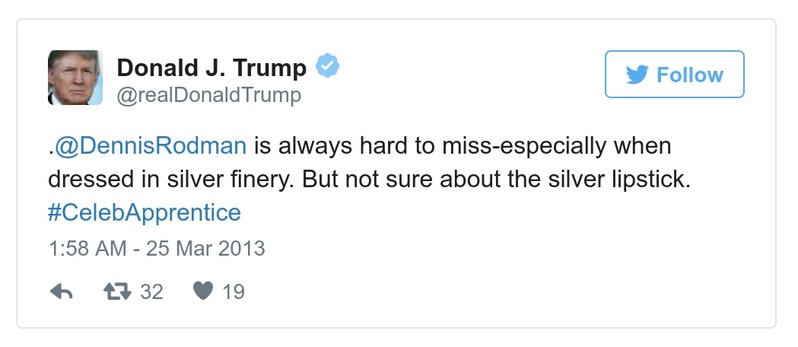 Donald J. Trump
@realDonaldTrump
Follow
.@DennisRodman is always hard to miss-especially when
dressed in silver finery. But not sure about the silver lipstick.
#CelebApprentice
1:58 AM - 25 Mar 2013
32 19